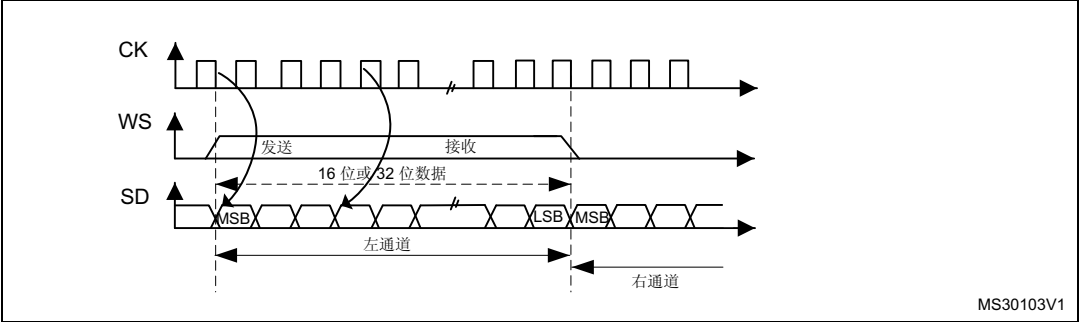 CK
WS
发送 接收
16 位或 32 位数据
SD
MSB LSB MSB
左通道
右通道
MS30103V1